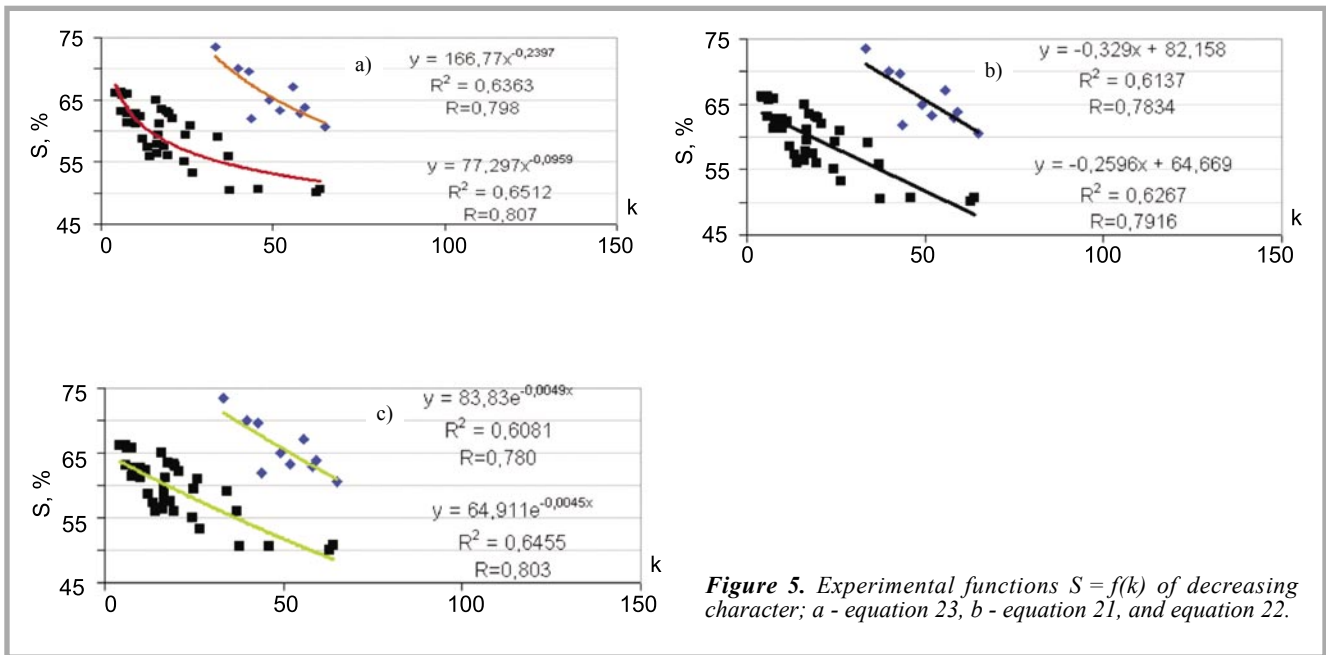 75
65
55
45
S, %
0
50
100
150
k
a)
y = 166,77x^-0,2397
R² = 0,6363
R=0,798
y = 77,297x^-0,0959
R² = 0,6512
R=0,807
75
65
55
45
S, %
0
50
100
150
k
b)
y = -0,329x + 82,158
R² = 0,6137
R=0,7834
y = -0,2596x + 64,669
R² = 0,6267
R=0,7916
75
65
55
45
S, %
0
50
100
150
k
c)
y = 83,83e^-0,0049x
R² = 0,6081
R=0,780
y = 64,911e^-0,0045x
R² = 0,6455
R=0,803
Figure 5. Experimental functions S = f(k) of decreasing
character; a - equation 23, b - equation 21, and equation 22.